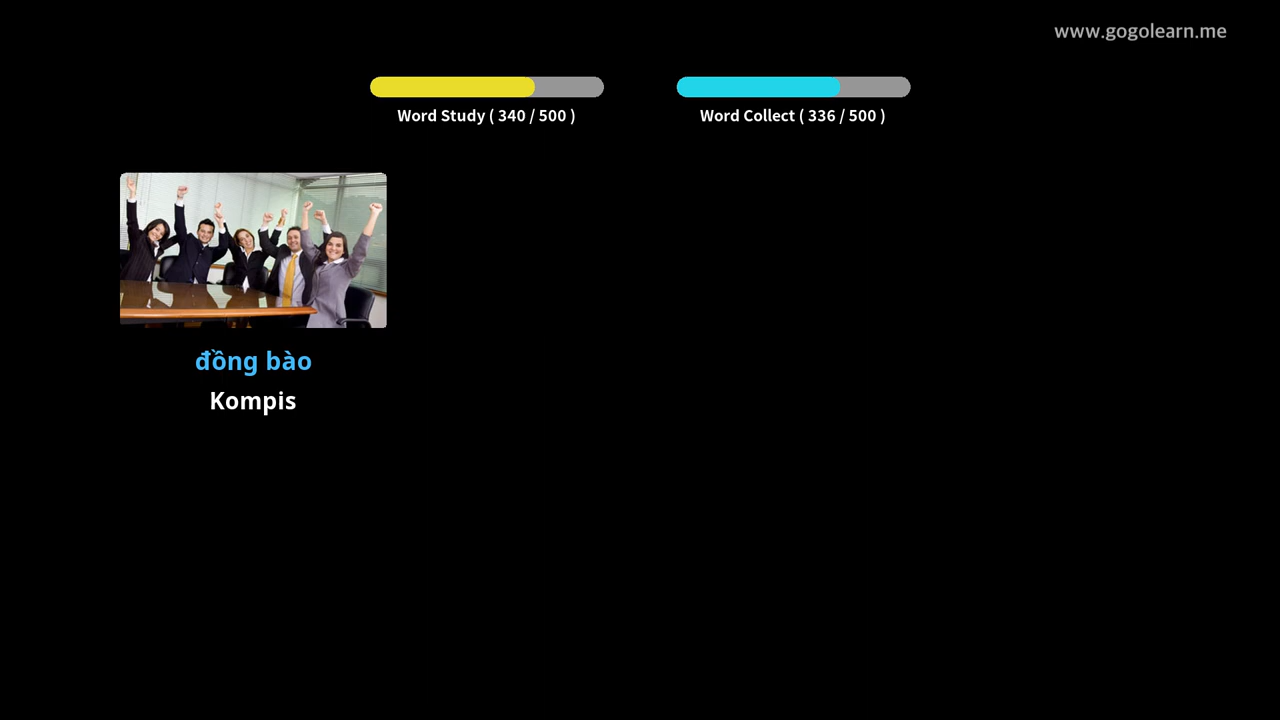 www.gogolearn.me
Word Study ( 340 / 500 )
Word Collect ( 336 / 500 )
đồng bào
Kompis